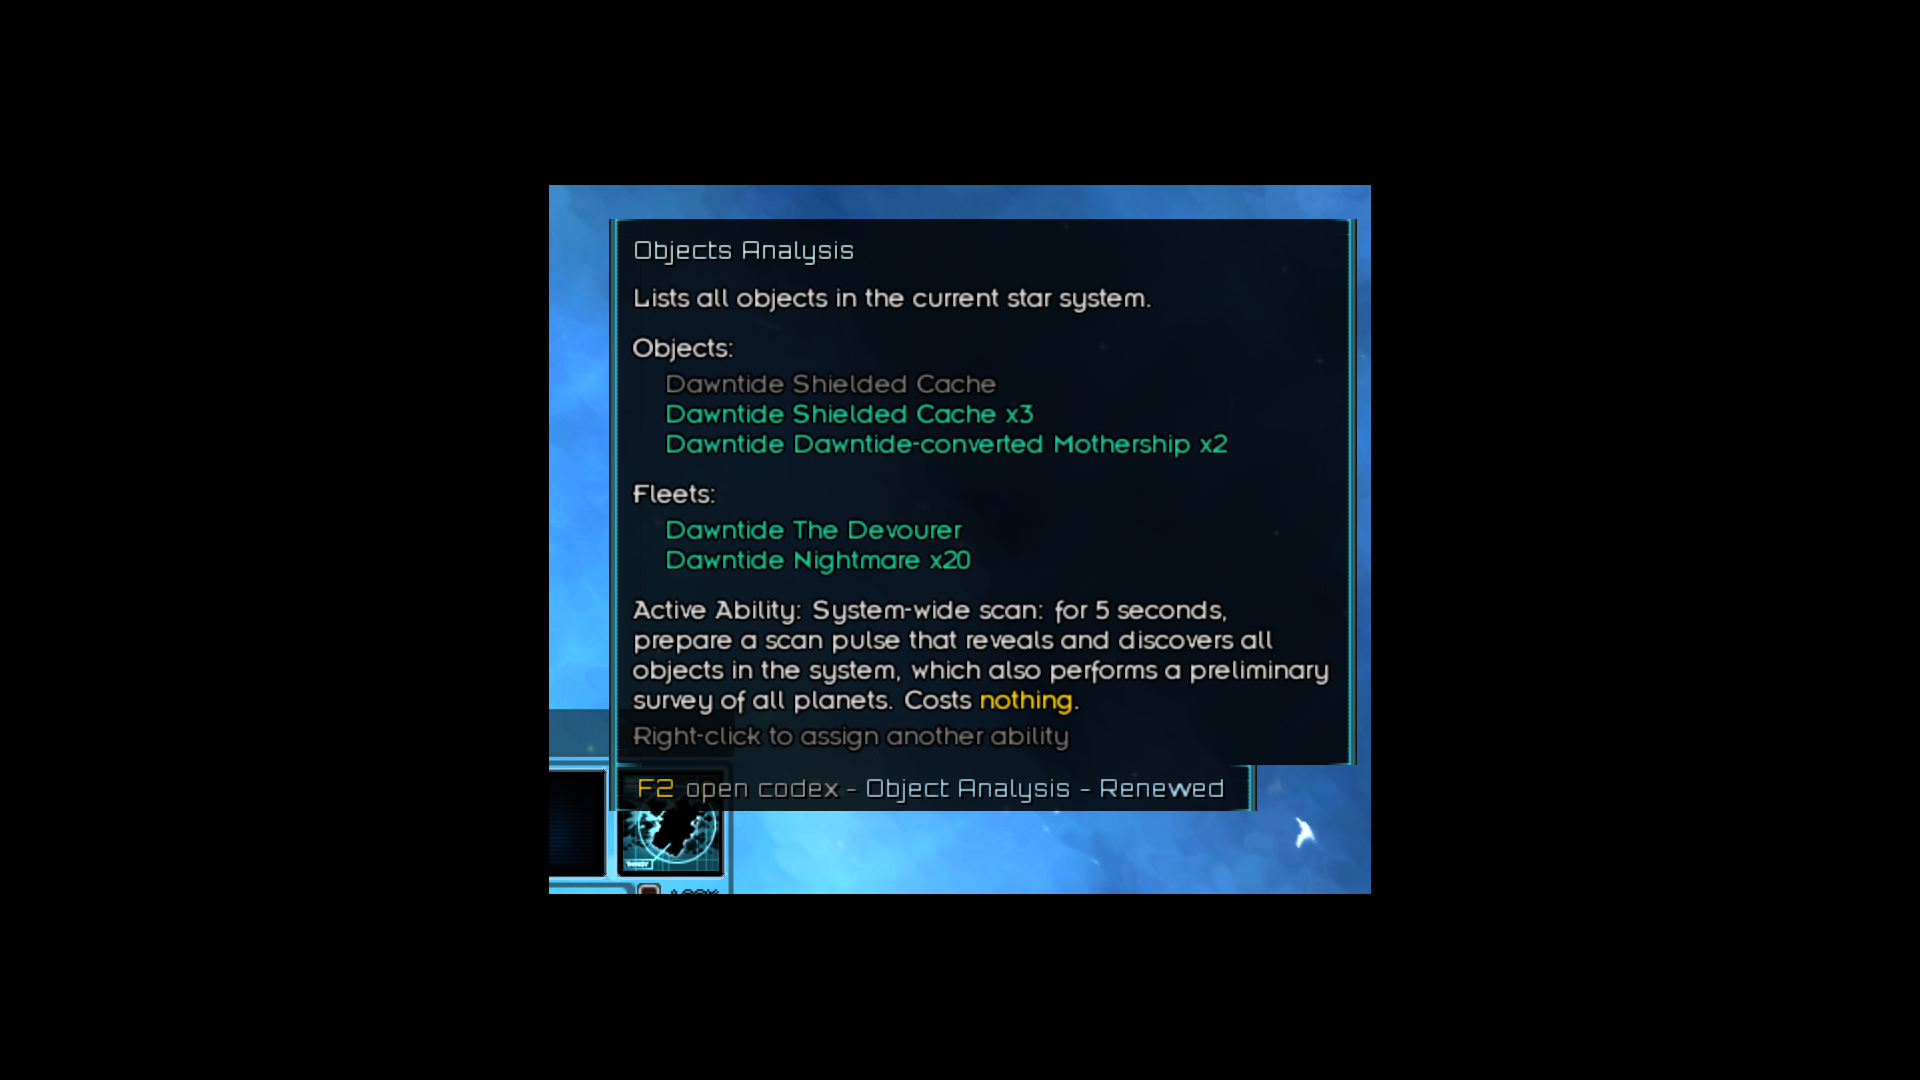 Objects Analysis
Lists all objects in the current star system.
Objects:
Dawntide Shielded Cache
Dawntide Shielded Cache x3
Dawntide Dawntide-converted Mothership x2
Fleets:
Dawntide The Devourer
Dawntide Nightmare x20
Active Ability: System-wide scan: for 5 seconds,
prepare a scan pulse that reveals and discovers all
objects in the system, which also performs a preliminary
survey of all planets. Costs nothing.
Right-click to assign another ability
F2 open codex - Object Analysis - Renewed